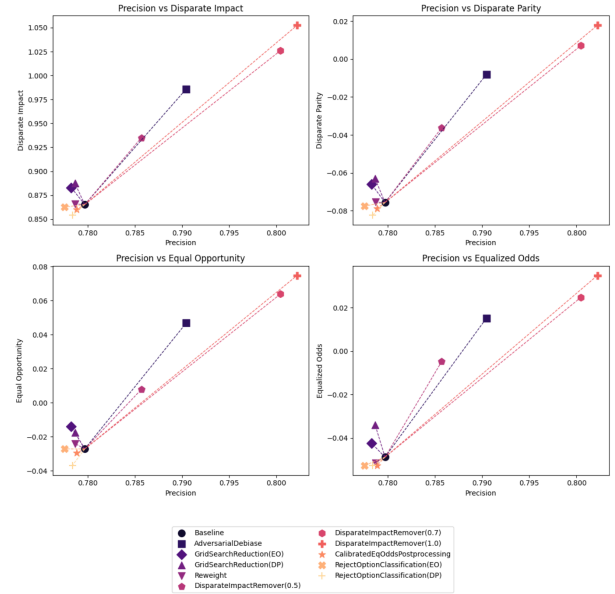 Precision vs Disparate Impact
Disparate Impact
1.050
1.025
1.000
0.975
0.950
0.925
0.900
0.875
0.850
0.780
0.785
0.790
0.795
0.800
Precision
Precision vs Disparate Parity
Disparate Parity
0.02
0.00
−0.02
−0.04
−0.06
−0.08
0.780
0.785
0.790
0.795
0.800
Precision
Precision vs Equal Opportunity
Equal Opportunity
0.08
0.06
0.04
0.02
0.00
−0.02
−0.04
0.780
0.785
0.790
0.795
0.800
Precision
Precision vs Equalized Odds
Equalized Odds
0.02
0.00
−0.02
−0.04
0.780
0.785
0.790
0.795
0.800
Precision
Baseline
AdversarialDebiase
GridSearchReduction(EO)
GridSearchReduction(DP)
Reweight
DisparateImpactRemover(0.5)
DisparateImpactRemover(0.7)
DisparateImpactRemover(1.0)
CalibratedEqOddsPostprocessing
RejectOptionClassification(EO)
RejectOptionClassification(DP)